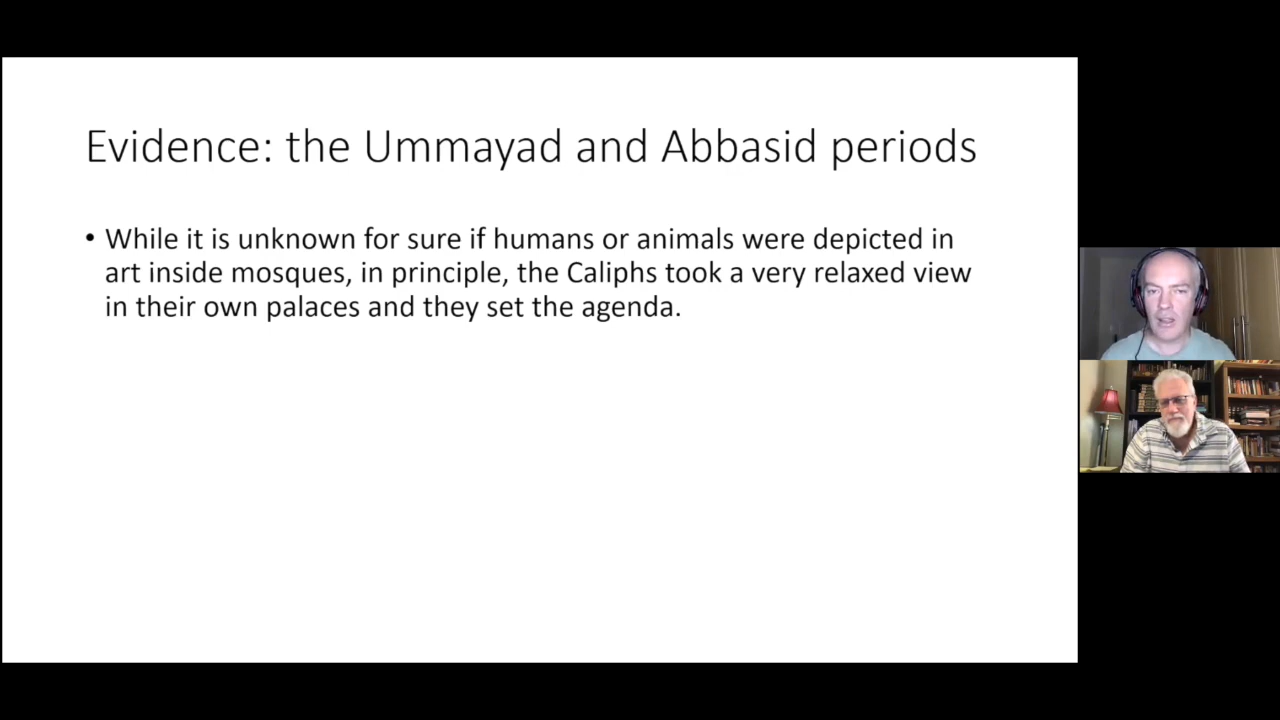 Evidence: the Ummayad and Abbasid periods
• While it is unknown for sure if humans or animals were depicted in
art inside mosques, in principle, the Caliphs took a very relaxed view
in their own palaces and they set the agenda.